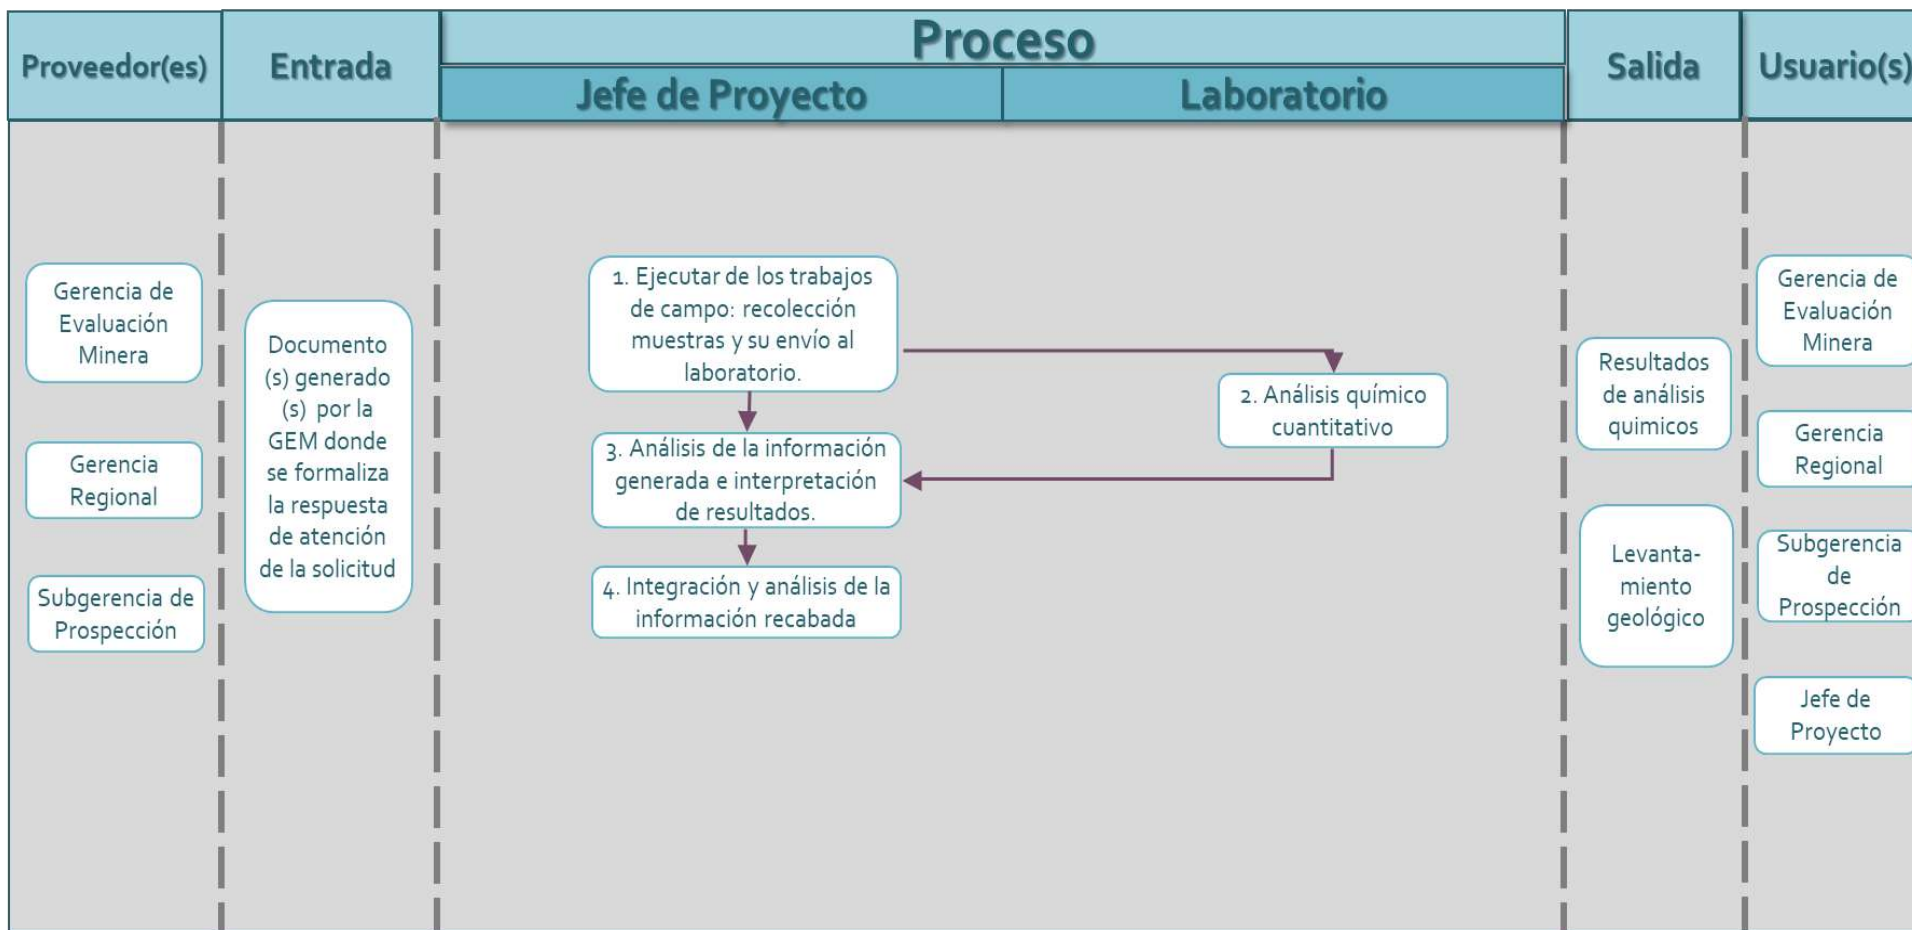 Proveedor(es)
Entrada
Proceso
Jefe de Proyecto
Laboratorio
Salida
Usuario(s)
Gerencia de
Evaluación
Minera
Gerencia
Regional
Subgerencia de
Prospección
Documento
(s) generado
(s) por la
GEM donde
se formaliza
la respuesta
de atención
de la solicitud
1. Ejecutar de los trabajos
de campo: recolección
muestras y su envío al
laboratorio.
2. Análisis químico
cuantitativo
3. Análisis de la información
generada e interpretación
de resultados.
4. Integración y análisis de la
información recabada
Resultados
de análisis
quimicos
Levanta-
miento
geológico
Gerencia de
Evaluación
Minera
Gerencia
Regional
Subgerencia
de
Prospección
Jefe de
Proyecto